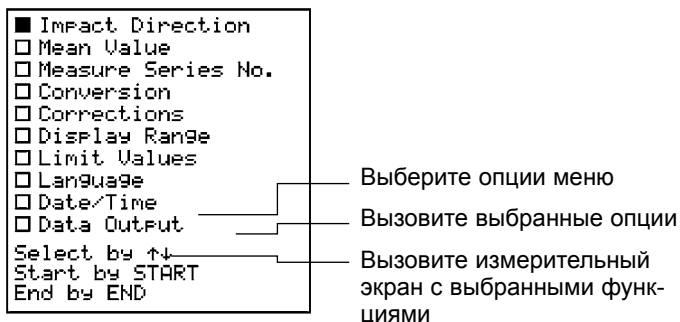 ■ Impact Direction
□ Mean Value
□ Measure Series No.
□ Conversion
□ Corrections
□ Display Range
□ Limit Values
□ Language
□ Date/Time
□ Data Output
Select by ↑↓
Start by START
End by END
Выберите опции меню
Вызовите выбранные опции
Вызовите измерительный
экран с выбранными функ-
циями